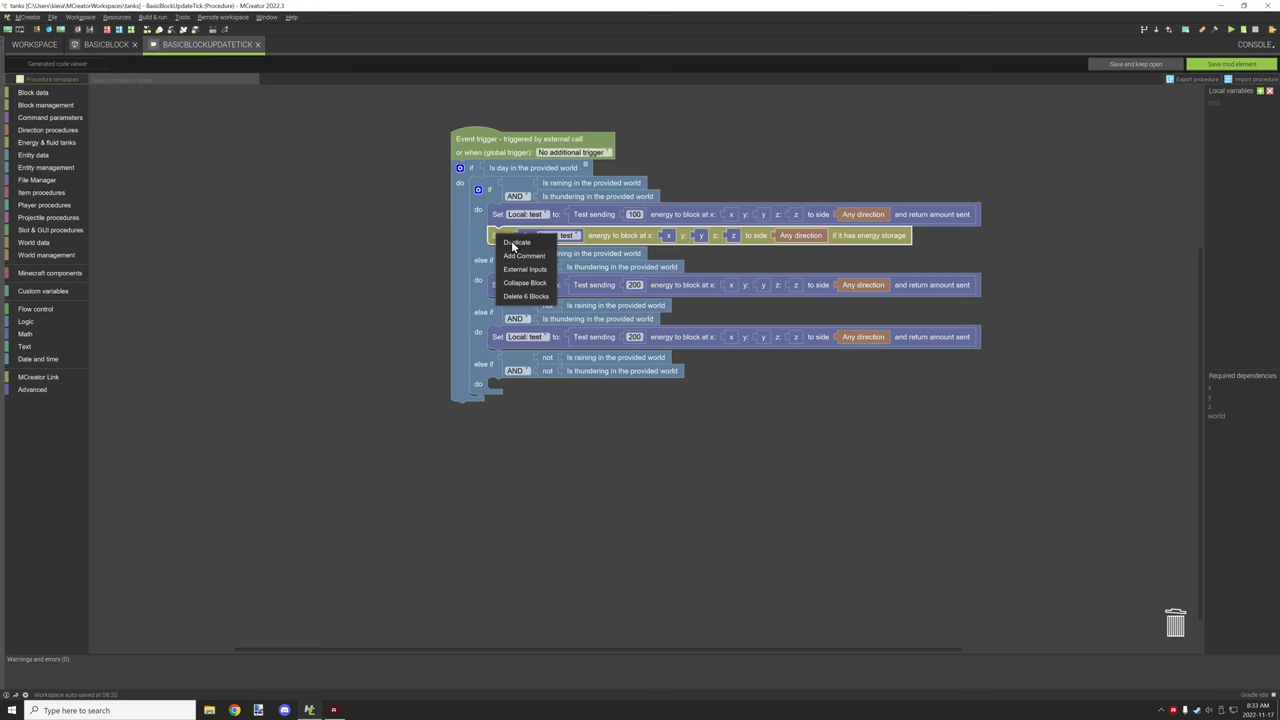 tanks [C:\Users\kiera\MCreatorWorkspaces\tanks] - BasicBlockUpdateTick (Procedure) - MCreator 2022.3
MCreator File Workspace Resources Build & run Tools Remote workspace Window Help
WORKSPACE BASICBLOCK × BASICBLOCKUPDATETICK × CONSOLE
Generated code viewer Save and keep open Save mod element
Procedure templates Export procedure Import procedure
Block data
Block management
Command parameters
Direction procedures
Energy & fluid tanks
Entity data
Entity management
File Manager
Item procedures
Player procedures
Projectile procedures
Slot & GUI procedures
World data
World management
Minecraft components
Custom variables
Flow control
Logic
Math
Text
Date and time
MCreator Link
Advanced
Event trigger - triggered by external call
or when (global trigger): No additional trigger
if Is day in the provided world
do if Is raining in the provided world
AND Is thundering in the provided world
do Set Local: test to: Test sending 100 energy to block at x: x y: y z: z to side Any direction and return amount sent
test energy to block at x: x y: y z: z to side Any direction if it has energy storage
Duplicate
Add Comment
External Inputs
Collapse Block
Delete 6 Blocks
else if ning in the provided world
Is thundering in the provided world
do Test sending 200 energy to block at x: x y: y z: z to side Any direction and return amount sent
else if not Is raining in the provided world
AND Is thundering in the provided world
do Set Local: test to: Test sending 200 energy to block at x: x y: y z: z to side Any direction and return amount sent
else if not Is raining in the provided world
AND not Is thundering in the provided world
do
Local variables
test
Required dependencies
x
y
z
world
Warnings and errors (0):
Workspace auto-saved at 08:20 Gradle idle
Type here to search
8:33 AM
2022-11-17